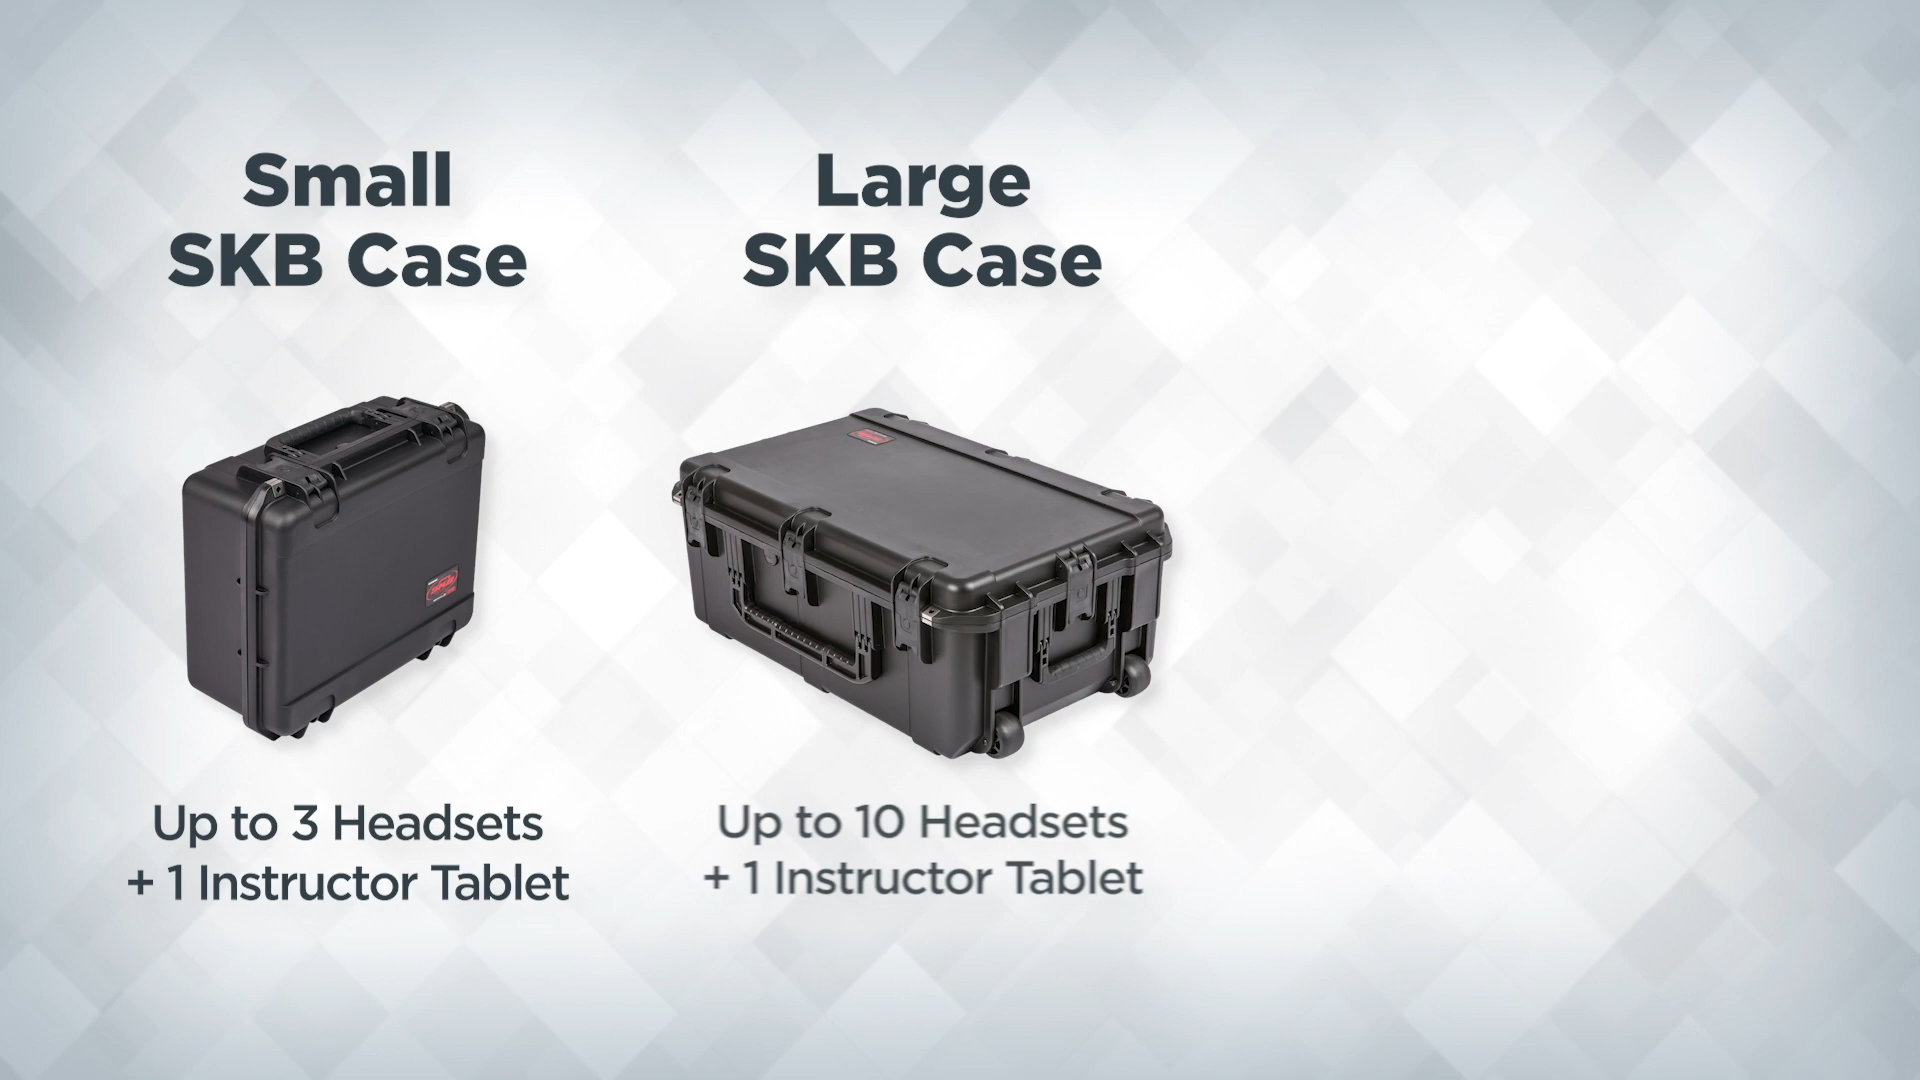 Small
SKB Case
Up to 3 Headsets
+ 1 Instructor Tablet
Large
SKB Case
Up to 10 Headsets
+ 1 Instructor Tablet